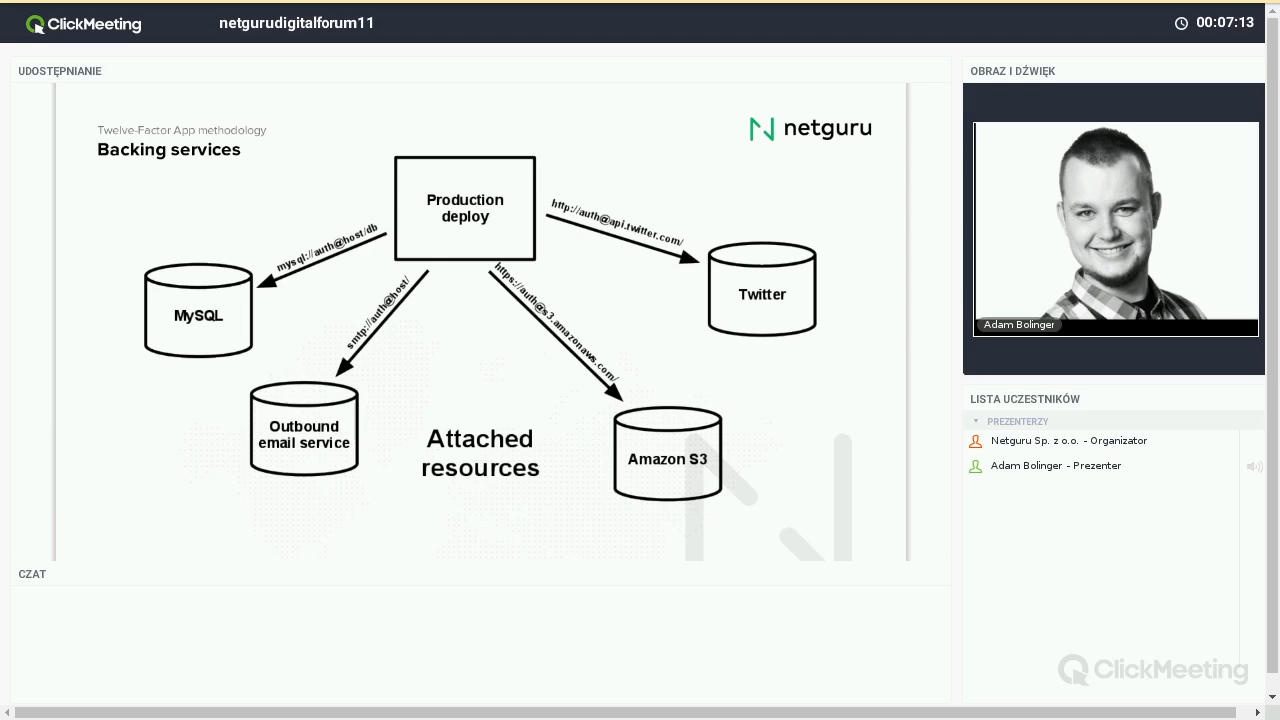 ClickMeeting
netgurudigitalforum11
00:07:13
UDOSTĘPNIANIE
Twelve-Factor App methodology
Backing services
netguru
Production
deploy
mysql://auth@host/db
http://auth@api.twitter.com/
smtp://auth@host/
https://auth@s3.amazonaws.com/
MySQL
Twitter
Outbound
email service
Attached
resources
Amazon S3
CZAT
OBRAZ I DŹWIĘK
Adam Bolinger
LISTA UCZESTNIKÓW
PREZENTERZY
Netguru Sp. z o.o. - Organizator
Adam Bolinger - Prezenter
ClickMeeting